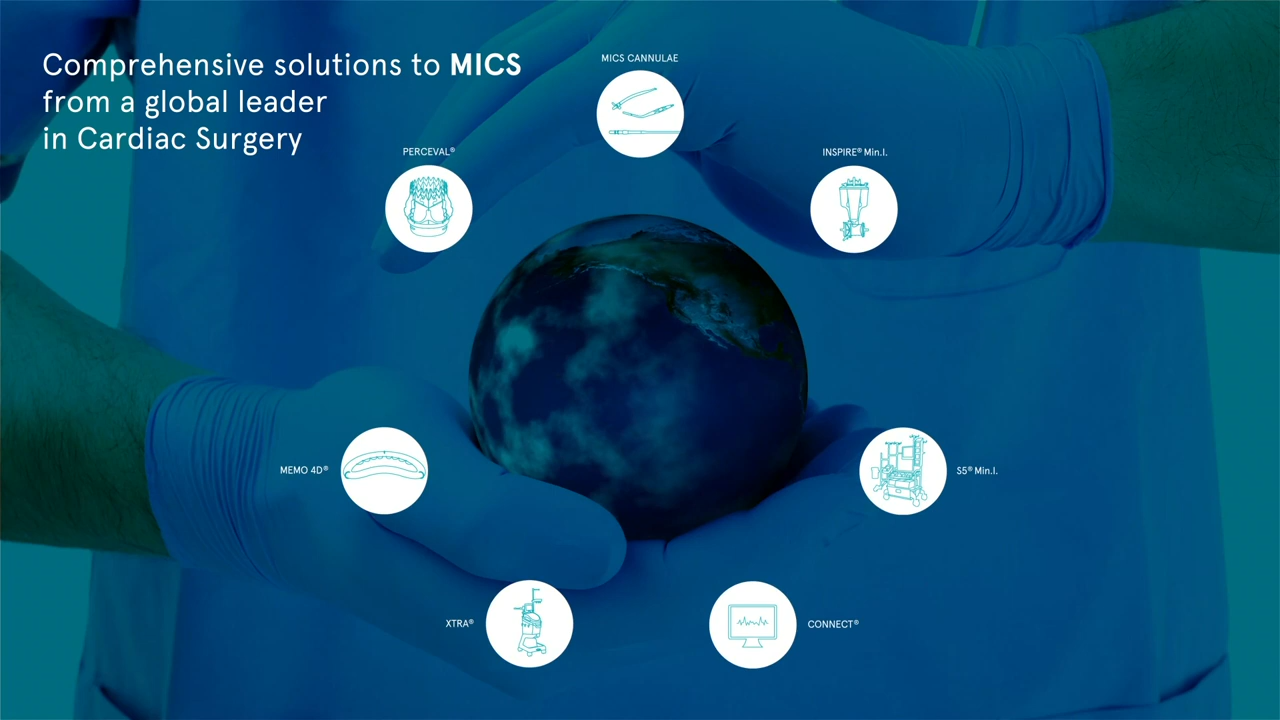 Comprehensive solutions to MICS
from a global leader
in Cardiac Surgery
MICS CANNULAE
PERCEVAL®
INSPIRE® Min.I.
MEMO 4D®
S5® Min.I.
XTRA®
CONNECT®